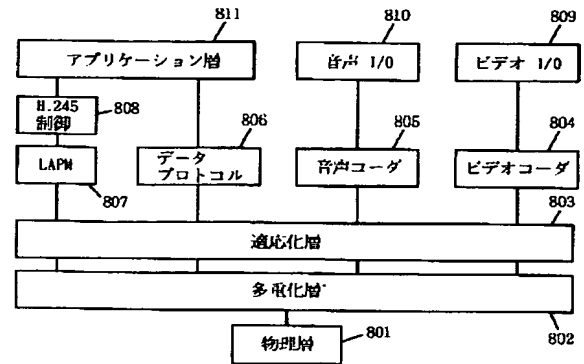 811
810
809
アプリケーション層
音声 I/O
ビデオ I/O
H.245
制御
808
806
805
804
LAPM
データ
プロトコル
音声コーダ
ビデオコーダ
807
803
適応化層
多重化層
802
物理層
801